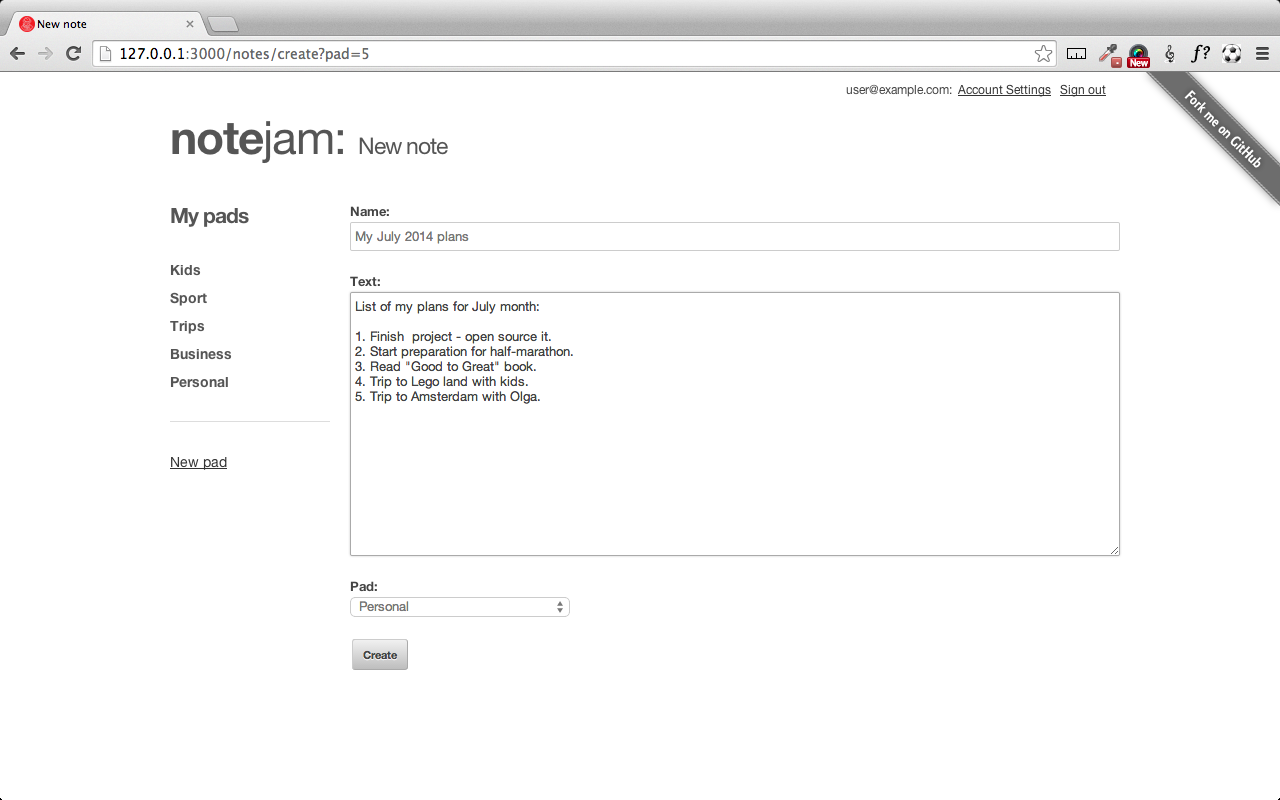 New note
127.0.0.1:3000/notes/create?pad=5
f?
New
user@example.com: Account Settings Sign out
Fork me on GitHub
notejam: New note
My pads
Kids
Sport
Trips
Business
Personal
New pad
Name:
My July 2014 plans
Text:
List of my plans for July month:
1. Finish  project - open source it.
2. Start preparation for half-marathon.
3. Read "Good to Great" book.
4. Trip to Lego land with kids.
5. Trip to Amsterdam with Olga.
Pad:
Personal
Create